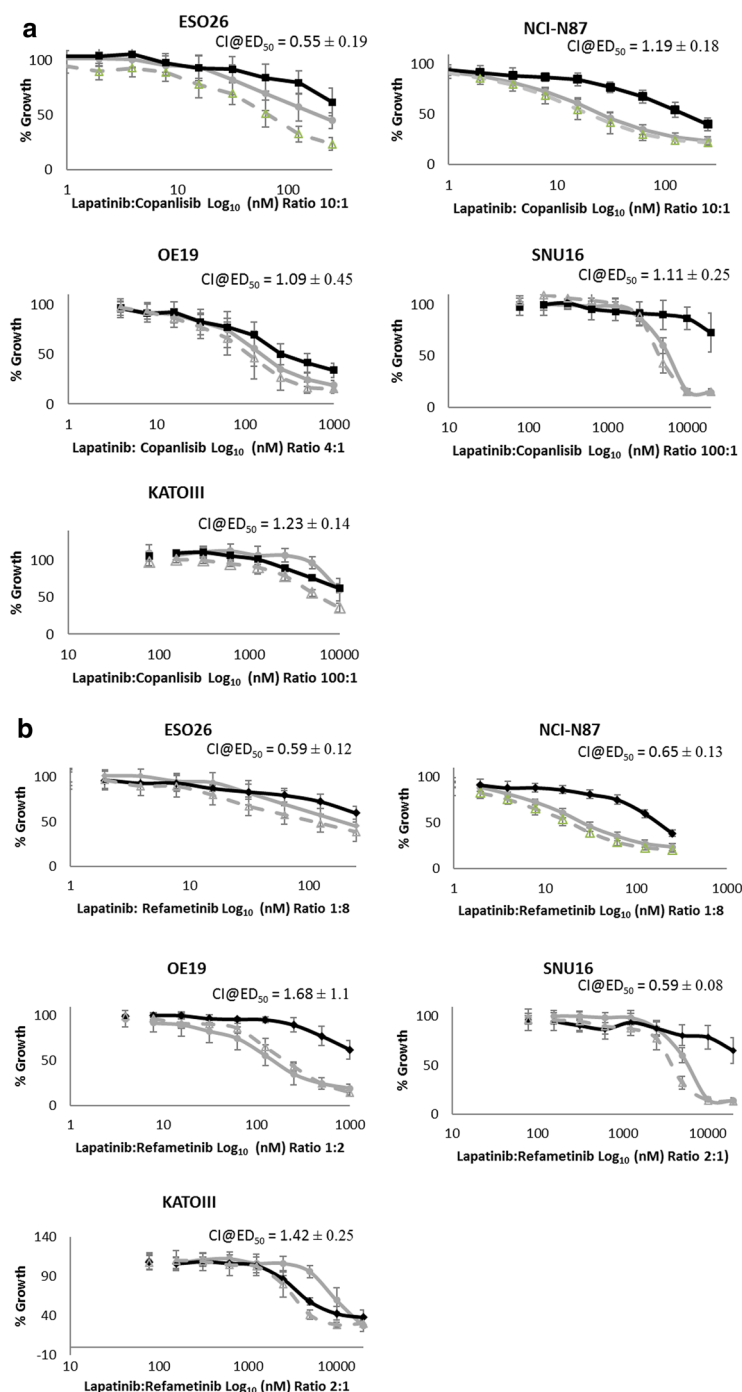 a
ESO26
CI@ED50 = 0.55 ± 0.19
% Growth
100
50
0
1
10
100
Lapatinib:Copanlisib Log10 (nM) Ratio 10:1
NCI-N87
CI@ED50 = 1.19 ± 0.18
% Growth
100
50
0
1
10
100
Lapatinib: Copanlisib Log10 (nM) Ratio 10:1
OE19
CI@ED50 = 1.09 ± 0.45
% Growth
100
50
0
1
10
100
1000
Lapatinib: Copanlisib Log10 (nM) Ratio 4:1
SNU16
CI@ED50 = 1.11 ± 0.25
% Growth
100
50
0
10
100
1000
10000
Lapatinib:Copanlisib Log10 (nM) Ratio 100:1
KATOIII
CI@ED50 = 1.23 ± 0.14
% Growth
100
50
0
10
100
1000
10000
Lapatinib:Copanlisib Log10 (nM) Ratio 100:1
b
ESO26
CI@ED50 = 0.59 ± 0.12
% Growth
100
50
0
1
10
100
Lapatinib: Refametinib Log10 (nM) Ratio 1:8
NCI-N87
CI@ED50 = 0.65 ± 0.13
% Growth
100
50
0
1
10
100
1000
Lapatinib:Refametinib Log10 (nM) Ratio 1:8
OE19
CI@ED50 = 1.68 ± 1.1
% Growth
100
50
0
1
10
100
1000
Lapatinib:Refametinib Log10 (nM) Ratio 1:2
SNU16
CI@ED50 = 0.59 ± 0.08
% Growth
100
50
0
10
100
1000
10000
Lapatinib:Refametinib Log10 (nM) Ratio 2:1)
KATOIII
CI@ED50 = 1.42 ± 0.25
% Growth
140
90
40
-10
10
100
1000
10000
Lapatinib:Refametinib Log10 (nM) Ratio 2:1